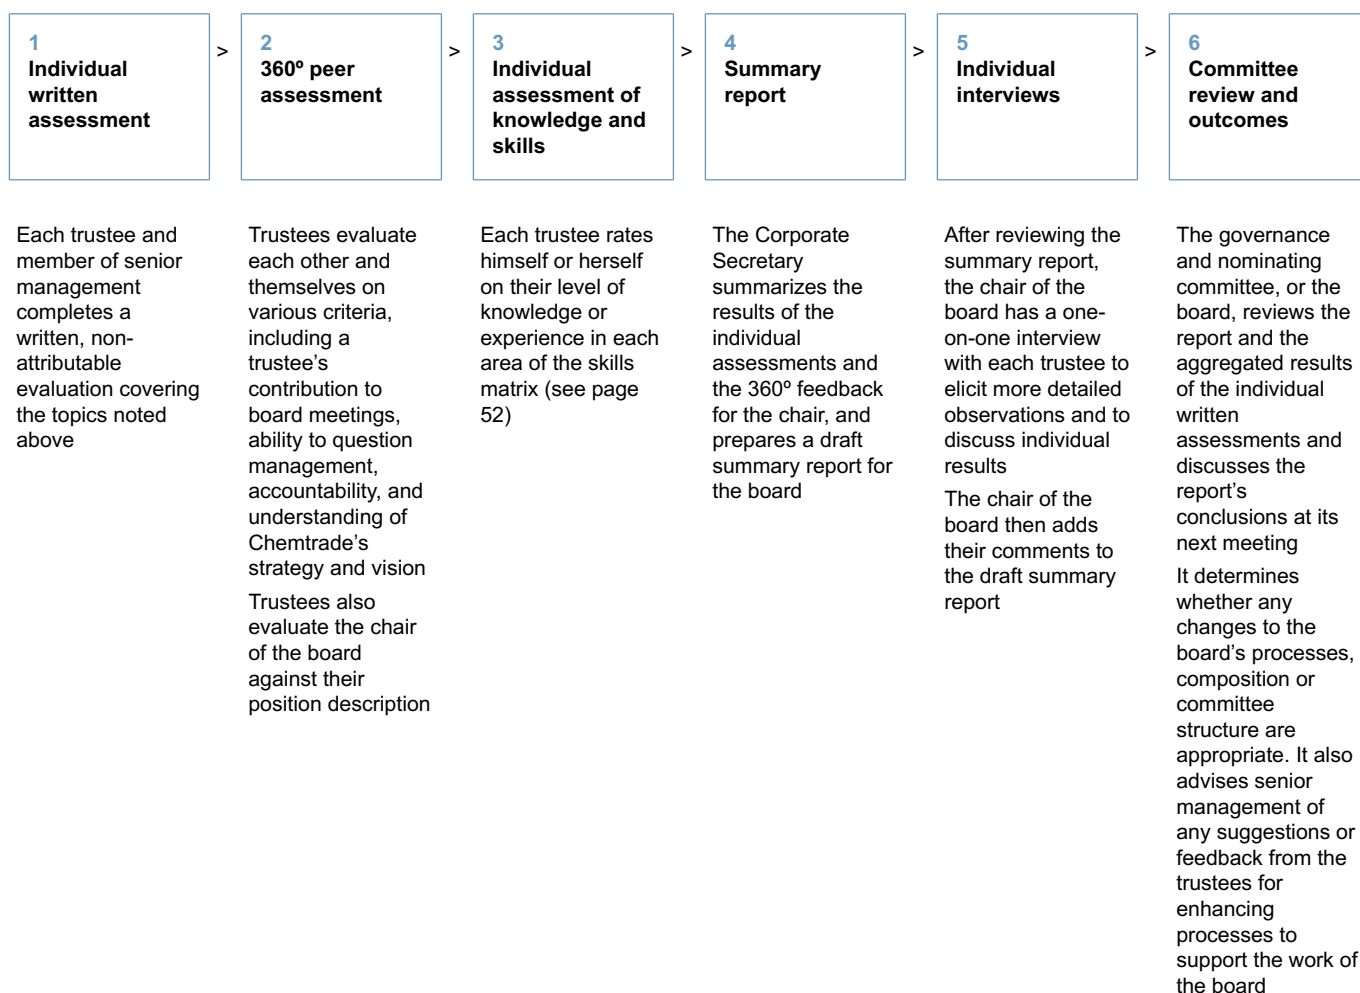 1
Individual
written
assessment
>
2
360º peer
assessment
>
3
Individual
assessment of
knowledge and
skills
>
4
Summary
report
>
5
Individual
interviews
>
6
Committee
review and
outcomes
Each trustee and
member of senior
management
completes a
written, non-
attributable
evaluation covering
the topics noted
above
Trustees evaluate
each other and
themselves on
various criteria,
including a
trustee’s
contribution to
board meetings,
ability to question
management,
accountability, and
understanding of
Chemtrade’s
strategy and vision
Trustees also
evaluate the chair
of the board
against their
position description
Each trustee rates
himself or herself
on their level of
knowledge or
experience in each
area of the skills
matrix (see page
52)
The Corporate
Secretary
summarizes the
results of the
individual
assessments and
the 360º feedback
for the chair, and
prepares a draft
summary report for
the board
After reviewing the
summary report,
the chair of the
board has a one-
on-one interview
with each trustee to
elicit more detailed
observations and to
discuss individual
results
The chair of the
board then adds
their comments to
the draft summary
report
The governance
and nominating
committee, or the
board, reviews the
report and the
aggregated results
of the individual
written
assessments and
discusses the
report’s
conclusions at its
next meeting
It determines
whether any
changes to the
board’s processes,
composition or
committee
structure are
appropriate. It also
advises senior
management of
any suggestions or
feedback from the
trustees for
enhancing
processes to
support the work of
the board